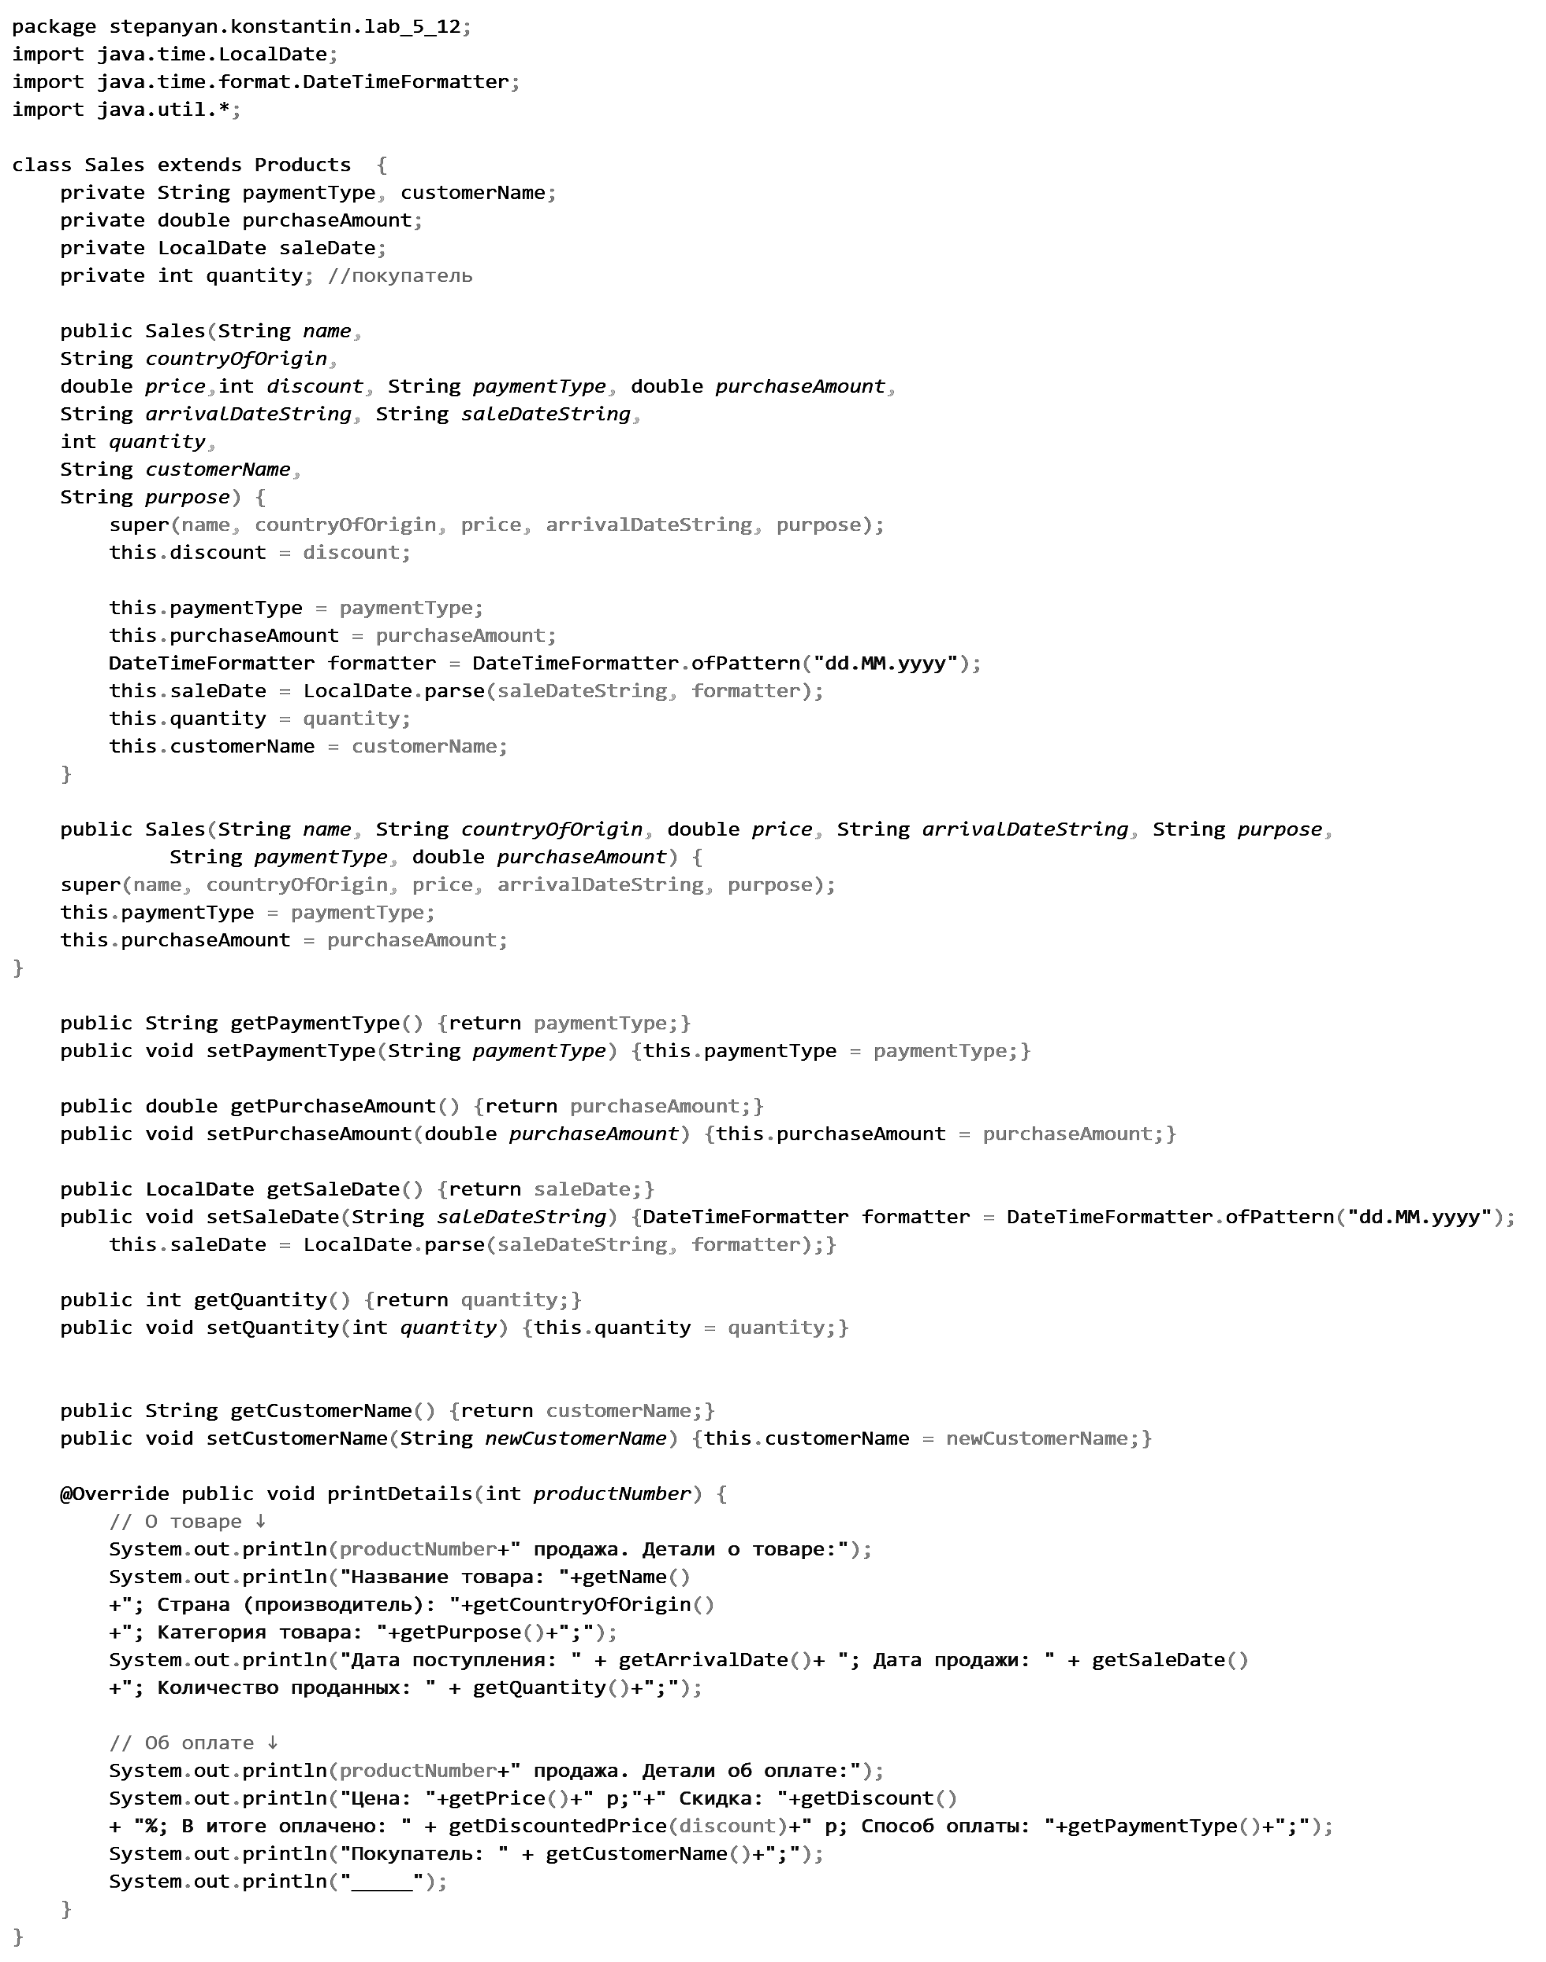 package stepanyan.konstantin.lab_5_12;
import java.time.LocalDate;
import java.time.format.DateTimeFormatter;
import java.util.*;

class Sales extends Products  {
    private String paymentType, customerName;
    private double purchaseAmount;
    private LocalDate saleDate;
    private int quantity; //покупатель

    public Sales(String name,
    String countryOfOrigin,
    double price,int discount, String paymentType, double purchaseAmount,
    String arrivalDateString, String saleDateString,
    int quantity,
    String customerName,
    String purpose) {
        super(name, countryOfOrigin, price, arrivalDateString, purpose);
        this.discount = discount;

        this.paymentType = paymentType;
        this.purchaseAmount = purchaseAmount;
        DateTimeFormatter formatter = DateTimeFormatter.ofPattern("dd.MM.yyyy");
        this.saleDate = LocalDate.parse(saleDateString, formatter);
        this.quantity = quantity;
        this.customerName = customerName;
    }

    public Sales(String name, String countryOfOrigin, double price, String arrivalDateString, String purpose,
             String paymentType, double purchaseAmount) {
    super(name, countryOfOrigin, price, arrivalDateString, purpose);
    this.paymentType = paymentType;
    this.purchaseAmount = purchaseAmount;
}

    public String getPaymentType() {return paymentType;}
    public void setPaymentType(String paymentType) {this.paymentType = paymentType;}

    public double getPurchaseAmount() {return purchaseAmount;}
    public void setPurchaseAmount(double purchaseAmount) {this.purchaseAmount = purchaseAmount;}

    public LocalDate getSaleDate() {return saleDate;}
    public void setSaleDate(String saleDateString) {DateTimeFormatter formatter = DateTimeFormatter.ofPattern("dd.MM.yyyy");
        this.saleDate = LocalDate.parse(saleDateString, formatter);}

    public int getQuantity() {return quantity;}
    public void setQuantity(int quantity) {this.quantity = quantity;}


    public String getCustomerName() {return customerName;}
    public void setCustomerName(String newCustomerName) {this.customerName = newCustomerName;}

    @Override public void printDetails(int productNumber) {
        // О товаре ↓
        System.out.println(productNumber+" продажа. Детали о товаре:");
        System.out.println("Название товара: "+getName()
        +"; Страна (производитель): "+getCountryOfOrigin()
        +"; Категория товара: "+getPurpose()+";");
        System.out.println("Дата поступления: " + getArrivalDate()+ "; Дата продажи: " + getSaleDate()
        +"; Количество проданных: " + getQuantity()+";");

        // Об оплате ↓
        System.out.println(productNumber+" продажа. Детали об оплате:");
        System.out.println("Цена: "+getPrice()+" р;"+" Скидка: "+getDiscount()
        + "%; В итоге оплачено: " + getDiscountedPrice(discount)+" р; Способ оплаты: "+getPaymentType()+";");
        System.out.println("Покупатель: " + getCustomerName()+";");
        System.out.println("_____");
    }
}